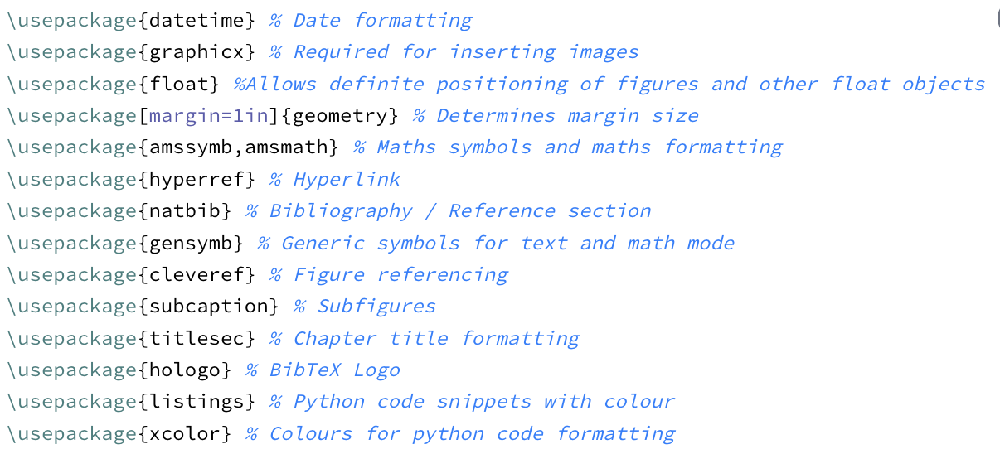 \usepackage{datetime} % Date formatting
\usepackage{graphicx} % Required for inserting images
\usepackage{float} %Allows definite positioning of figures and other float objects
\usepackage[margin=1in]{geometry} % Determines margin size
\usepackage{amssymb,amsmath} % Maths symbols and maths formatting
\usepackage{hyperref} % Hyperlink
\usepackage{natbib} % Bibliography / Reference section
\usepackage{gensymb} % Generic symbols for text and math mode
\usepackage{cleveref} % Figure referencing
\usepackage{subcaption} % Subfigures
\usepackage{titlesec} % Chapter title formatting
\usepackage{hologo} % BibTeX Logo
\usepackage{listings} % Python code snippets with colour
\usepackage{xcolor} % Colours for python code formatting